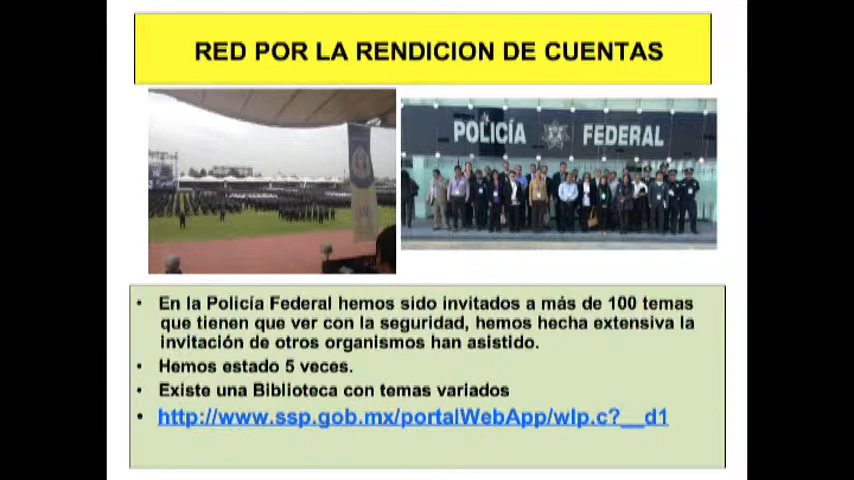 RED POR LA RENDICION DE CUENTAS
POLICÍA FEDERAL
• En la Policía Federal hemos sido invitados a más de 100 temas
que tienen que ver con la seguridad, hemos hecha extensiva la
invitación de otros organismos han asistido.
• Hemos estado 5 veces.
• Existe una Biblioteca con temas variados
• http://www.ssp.gob.mx/portalWebApp/wlp.c?__d1